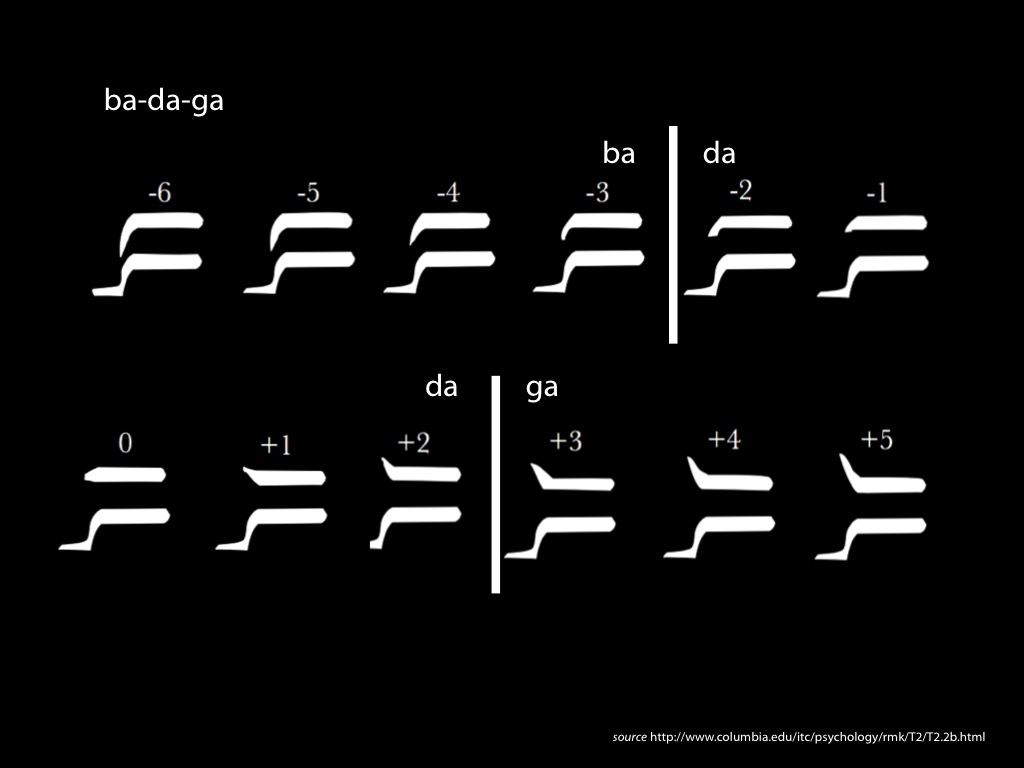 ba-da-ga
ba da
-6 -5 -4 -3 -2 -1
da ga
0 +1 +2 +3 +4 +5
source http://www.columbia.edu/itc/psychology/rmk/T2/T2.2b.html